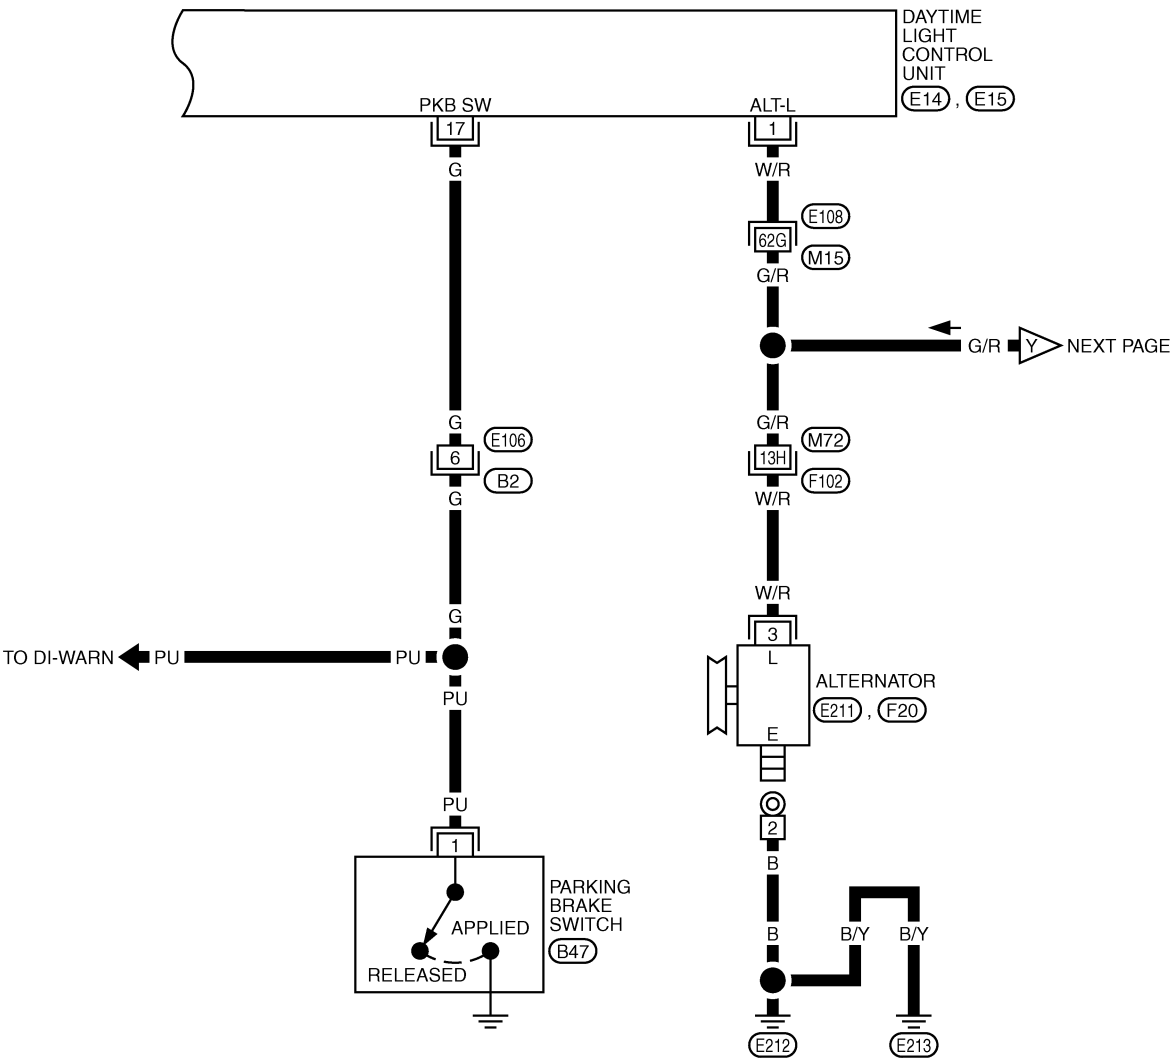 DAYTIME
LIGHT
CONTROL
UNIT
E14 , E15
PKB SW
ALT-L
17
1
G
W/R
E108
62G
M15
G/R
G/R
Y
NEXT PAGE
G
G/R
E106
M72
6
13H
B2
F102
G
W/R
G
W/R
3
TO DI-WARN
PU
PU
L
PU
ALTERNATOR
E211 , F20
E
PU
2
1
B
PARKING
BRAKE
SWITCH
B47
APPLIED
RELEASED
B
B/Y
B/Y
E212
E213